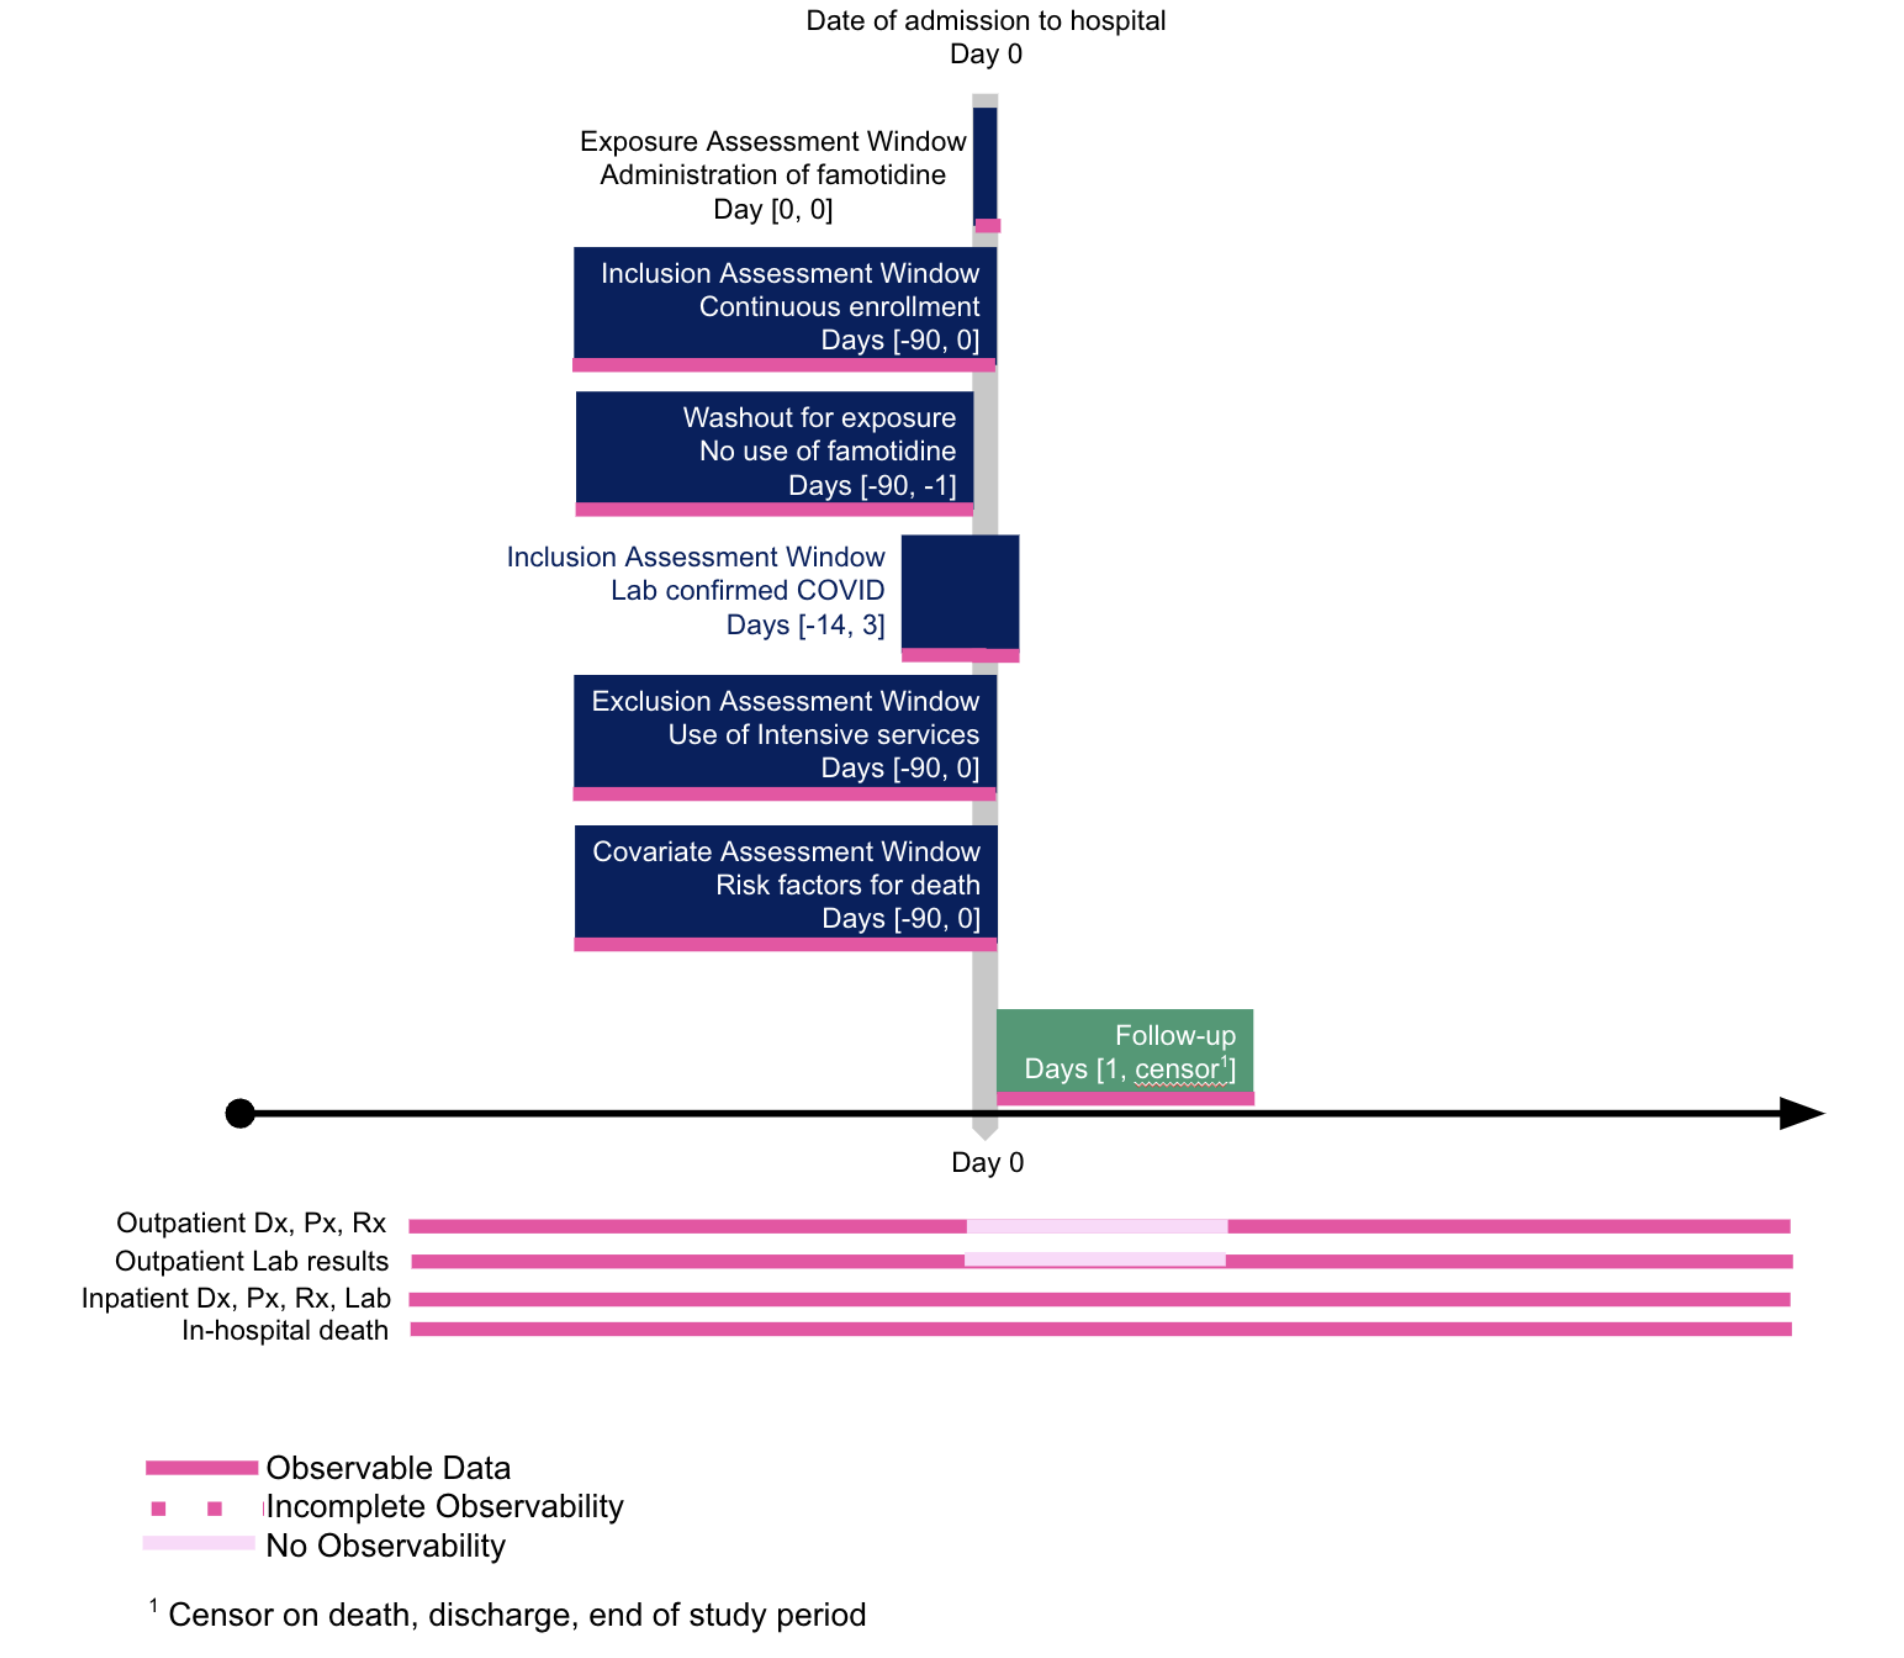 Date of admission to hospital
Day 0
Exposure Assessment Window
Administration of famotidine
Day [0, 0]
Inclusion Assessment Window
Continuous enrollment
Days [-90, 0]
Washout for exposure
No use of famotidine
Days [-90, -1]
Inclusion Assessment Window
Lab confirmed COVID
Days [-14, 3]
Exclusion Assessment Window
Use of Intensive services
Days [-90, 0]
Covariate Assessment Window
Risk factors for death
Days [-90, 0]
Follow-up
Days [1, censor¹]
Day 0
Outpatient Dx, Px, Rx
Outpatient Lab results
Inpatient Dx, Px, Rx, Lab
In-hospital death
Observable Data
Incomplete Observability
No Observability
¹ Censor on death, discharge, end of study period